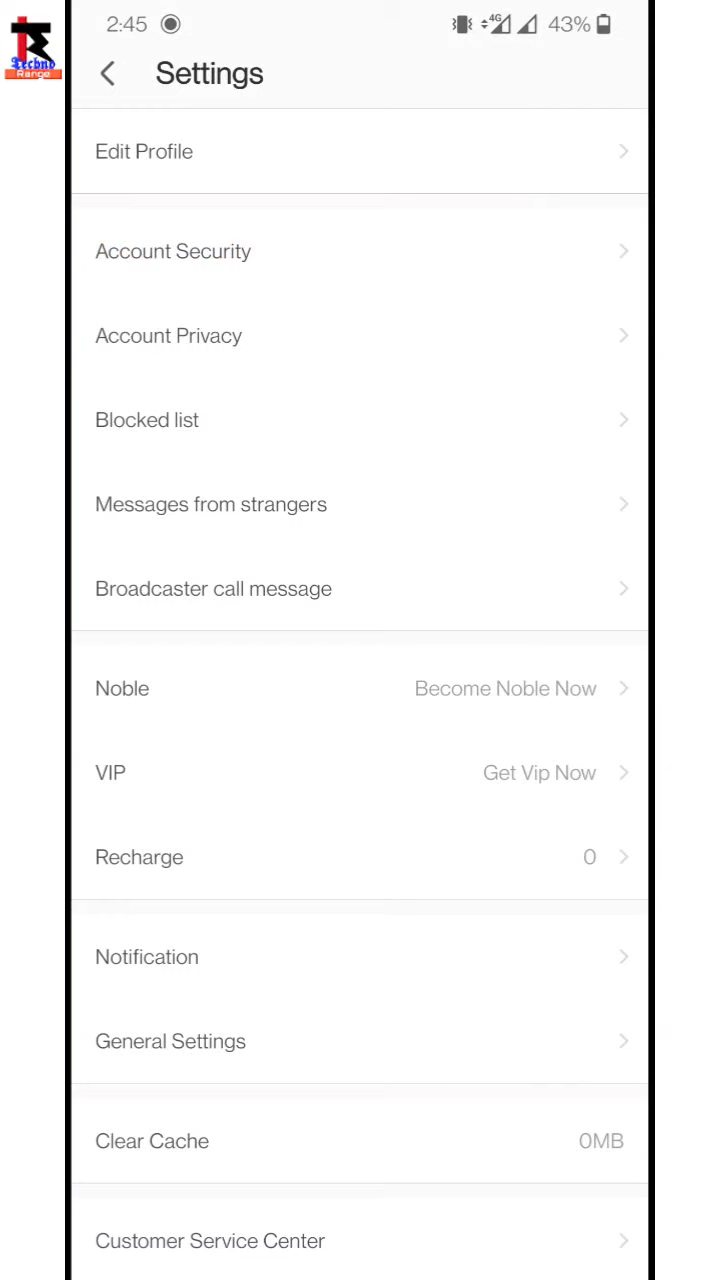 Techno
Range
2:45
4G
43%
Settings
Edit Profile
Account Security
Account Privacy
Blocked list
Messages from strangers
Broadcaster call message
Noble Become Noble Now
VIP Get Vip Now
Recharge 0
Notification
General Settings
Clear Cache 0MB
Customer Service Center